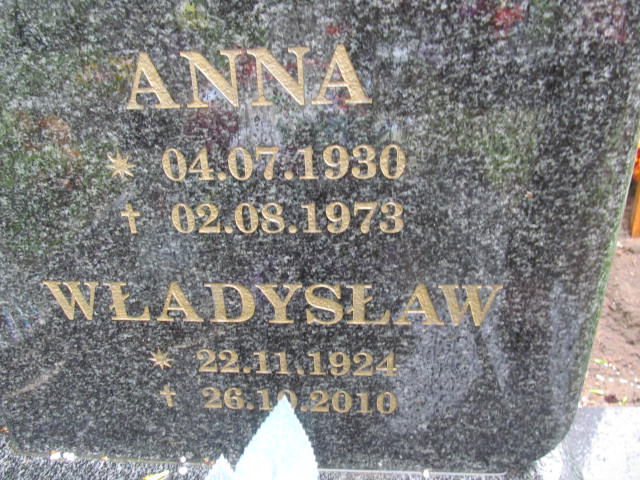 ANNA
* 04.07.1930
† 02.08.1973
WŁADYSŁAW
* 22.11.1924
† 26.10.2010